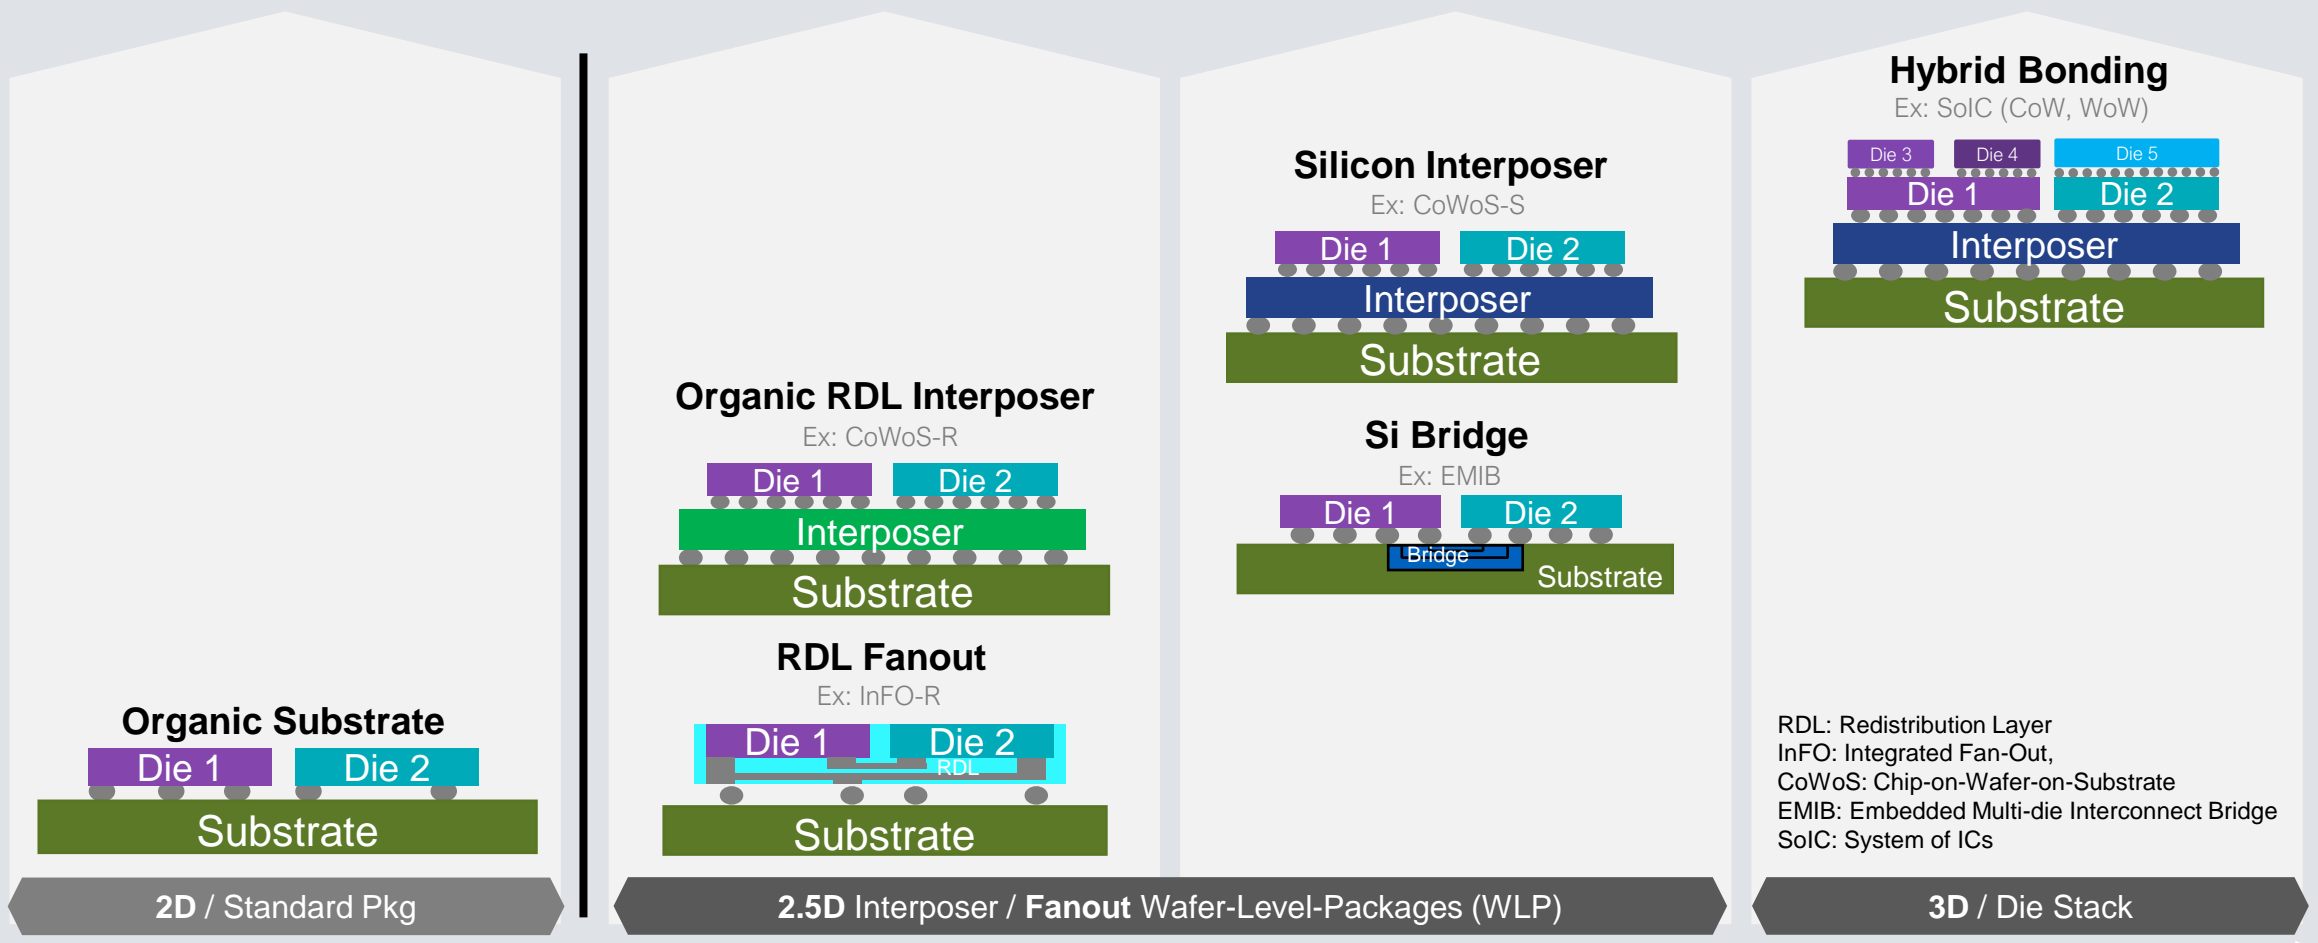 Organic Substrate
Die 1
Die 2
Substrate
2D / Standard Pkg
Organic RDL Interposer
Ex: CoWoS-R
Die 1
Die 2
Interposer
Substrate
RDL Fanout
Ex: InFO-R
Die 1
Die 2
RDL
Substrate
Silicon Interposer
Ex: CoWoS-S
Die 1
Die 2
Interposer
Substrate
Si Bridge
Ex: EMIB
Die 1
Die 2
Bridge
Substrate
2.5D Interposer / Fanout Wafer-Level-Packages (WLP)
Hybrid Bonding
Ex: SoIC (CoW, WoW)
Die 3
Die 4
Die 5
Die 1
Die 2
Interposer
Substrate
RDL: Redistribution Layer
InFO: Integrated Fan-Out,
CoWoS: Chip-on-Wafer-on-Substrate
EMIB: Embedded Multi-die Interconnect Bridge
SoIC: System of ICs
3D / Die Stack